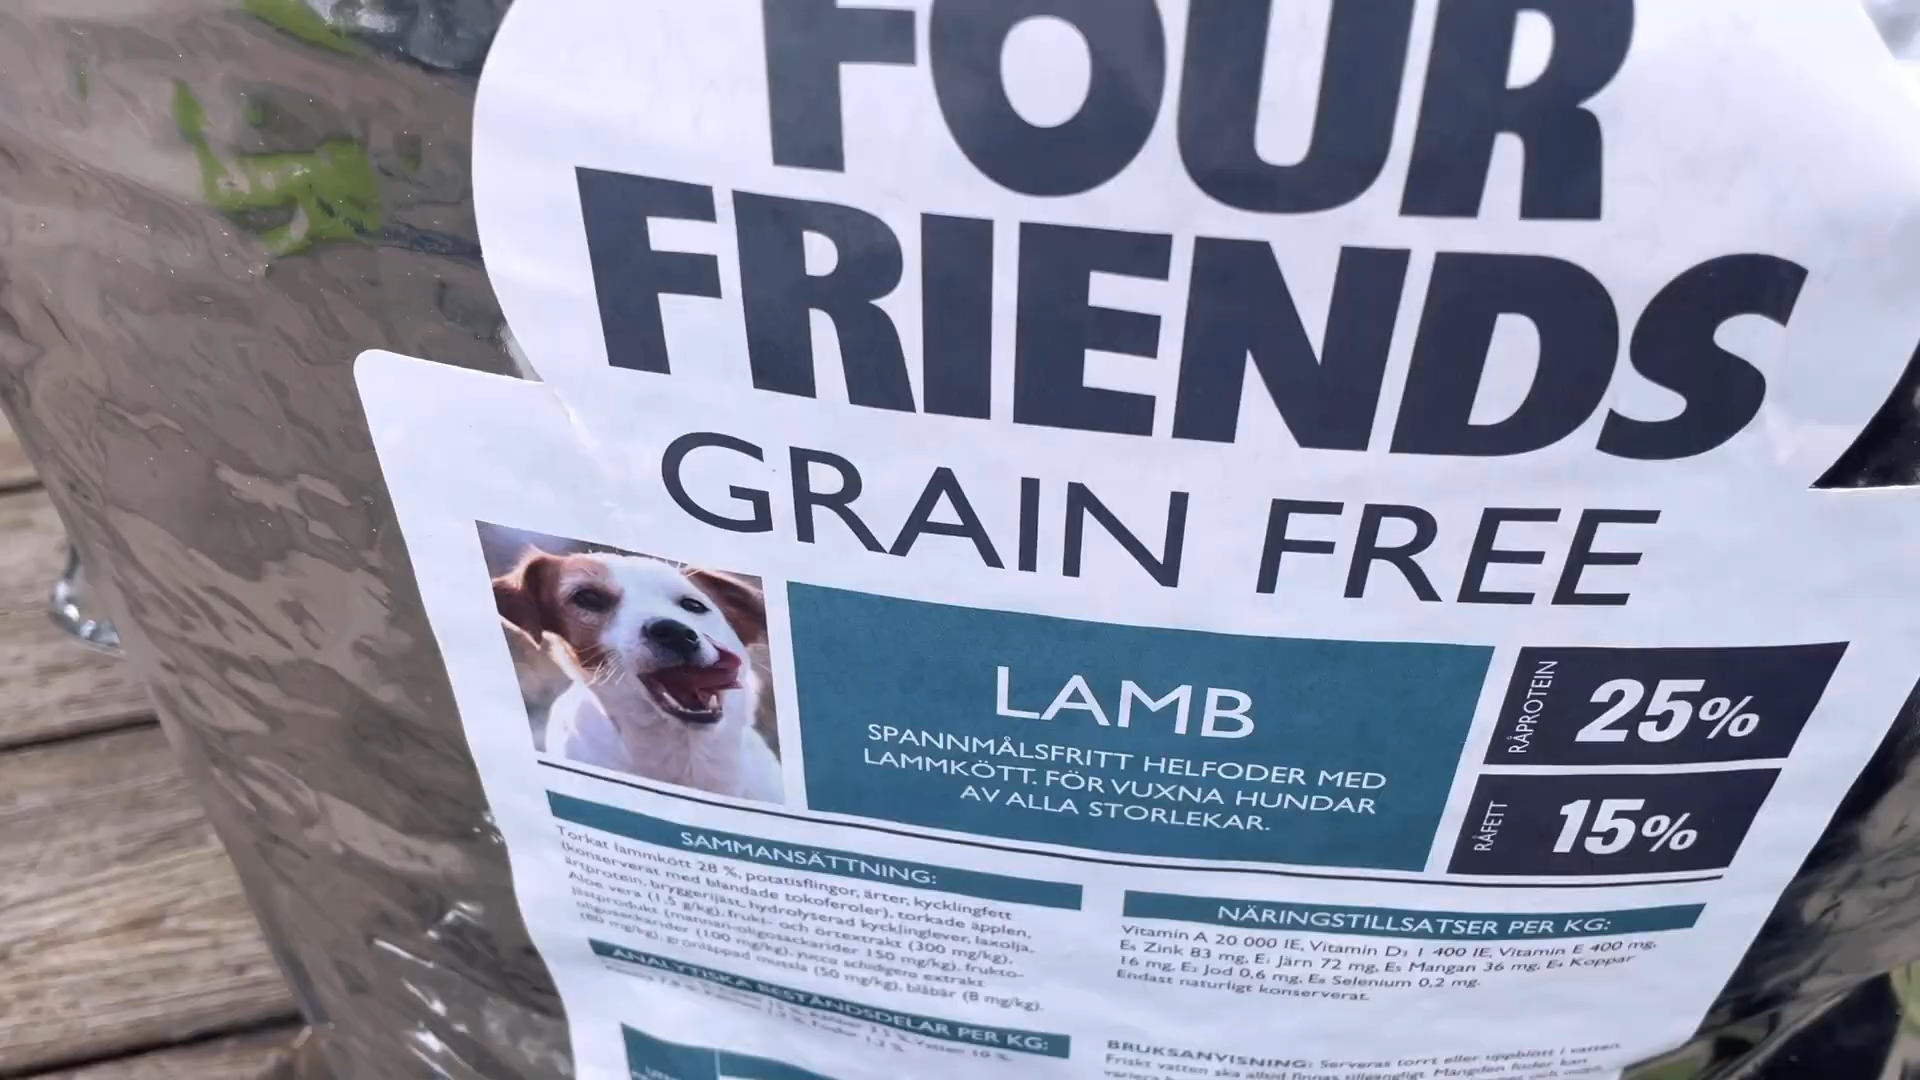 FOUR
FRIENDS
GRAIN FREE
LAMB
SPANNMÅLSFRITT HELFODER MED
LAMMKÖTT. FÖR VUXNA HUNDAR
AV ALLA STORLEKAR.
RÅPROTEIN 25%
RÅFETT 15%
SAMMANSÄTTNING:
Torkat lammkött 28 %, potatisflingor, ärter, kycklingfett
(konserverat med blandade tokoferoler), torkade äpplen,
ärtprotein, bryggerijäst, hydrolyserad kycklinglever, laxolja,
Aloe vera (1,5 g/kg), frukt- och örtextrakt (300 mg/kg),
jästprodukt (mannan-oligosackarider 150 mg/kg), frukto-
oligosackarider (100 mg/kg), yucca schidigera extrakt
(80 mg/kg), grönläppad mussla (50 mg/kg), blåbär (8 mg/kg).
ANALYTISKA BESTÅNDSDELAR PER KG:
NÄRINGSTILLSATSER PER KG:
Vitamin A 20 000 IE, Vitamin D₃ 1 400 IE, Vitamin E 400 mg,
E₆ Zink 83 mg, E₁ Järn 72 mg, E₅ Mangan 36 mg, E₄ Koppar
16 mg, E₂ Jod 0,6 mg, E₈ Selenium 0,2 mg.
Endast naturligt konserverat.
BRUKSANVISNING: Serveras torrt eller uppblött i vatten.
Friskt vatten ska alltid finnas tillgängligt. Mängden foder kan